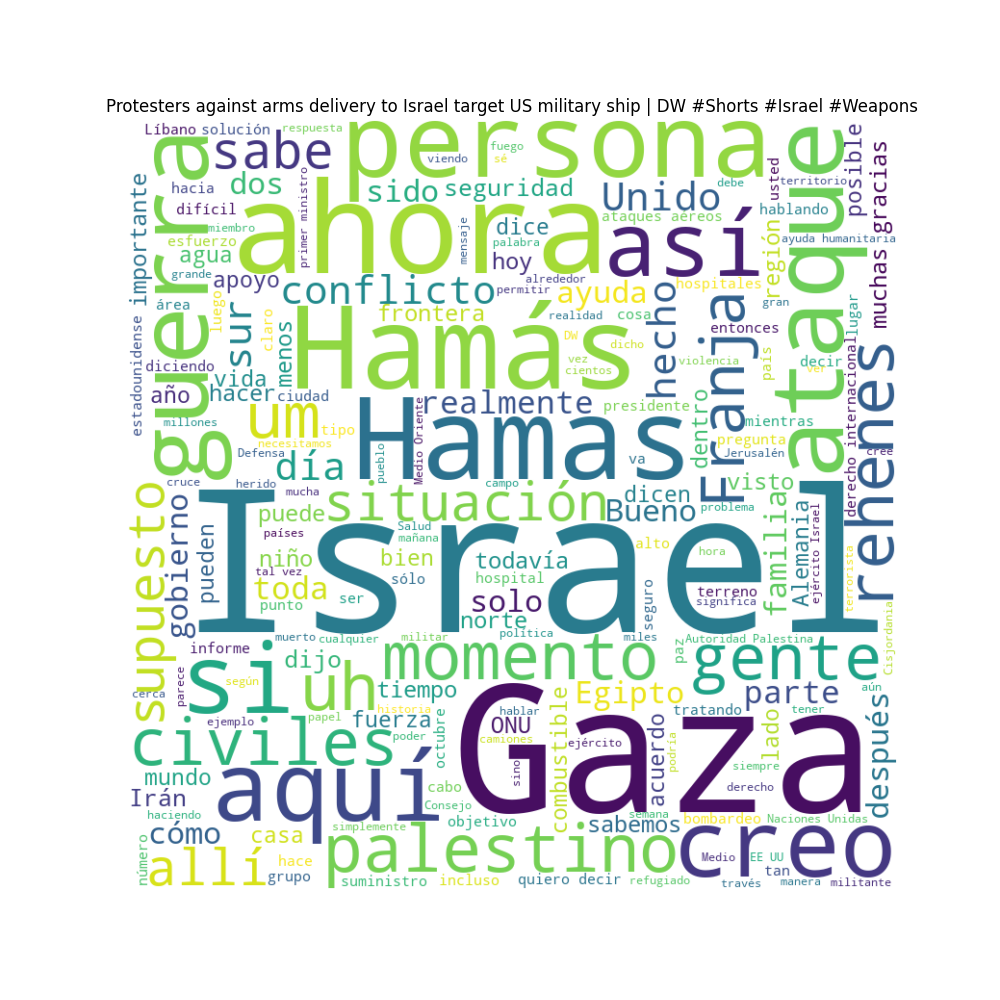 Protesters against arms delivery to Israel target US military ship | DW #Shorts #Israel #Weapons
Líbano
solución
respuesta
persona
fuego
sé
viendo
sabe
guerra
ataque
posible
gracias
muchas
usted
territorio
debe
hacia
dos
sido
seguridad
Unido
hablando
difícil
primer ministro
ahora
miembro
mensaje
dice
palabra
ataques aéreos
así
región
ayuda humanitaria
esfuerzo
agua
grande
importante
estadounidense
apoyo
hoy
alrededor
permitir
conflicto
ayuda
hospitales
hecho
Franja
gran
lugar
área
luego
sur
claro
menos
Hamás
frontera
realidad
cosa
DW
dicho
vez
cientos
entonces
país
decir
ver
diciendo
vida
hacer
ciudad
año
violencia
derecho internacional
rehenes
millones
um
tipo
necesitamos
Hamas
realmente
Medio Oriente
presidente
dentro
mientras
pregunta
Jerusalén
cree
Defensa
día
pueblo
va
cruce
herido
mucha
campo
visto
supuesto
gobierno
pueden
puede
situación
dicen
Bueno
problema
familia
Alemania
ejército Israel
terrorista
países
Salud
mañana
Israel
niño
bien
todavía
alto
hora
tal vez
toda
sólo
hospital
solo
seguro
terreno
significa
punto
ser
norte
política
miles
paz
Autoridad Palestina
Cisjordania
muerto
cualquier
militar
informe
si
dijo
momento
gente
cerca
parece
según
uh
tiempo
Egipto
parte
aún
ejemplo
papel
historia
fuerza
poder
octubre
hablar
ONU
camiones
sino
ejército
combustible
acuerdo
podría
tratando
lado
tener
después
civiles
mundo
aquí
Gaza
siempre
derecho
Irán
haciendo
cabo
Consejo
objetivo
semana
sabemos
bombardeo
Naciones Unidas
cómo
casa
simplemente
palestino
creo
número
allí
hace
grupo
suministro
incluso
quiero decir
refugiado
Medio
EE UU
tan
través
manera
militante